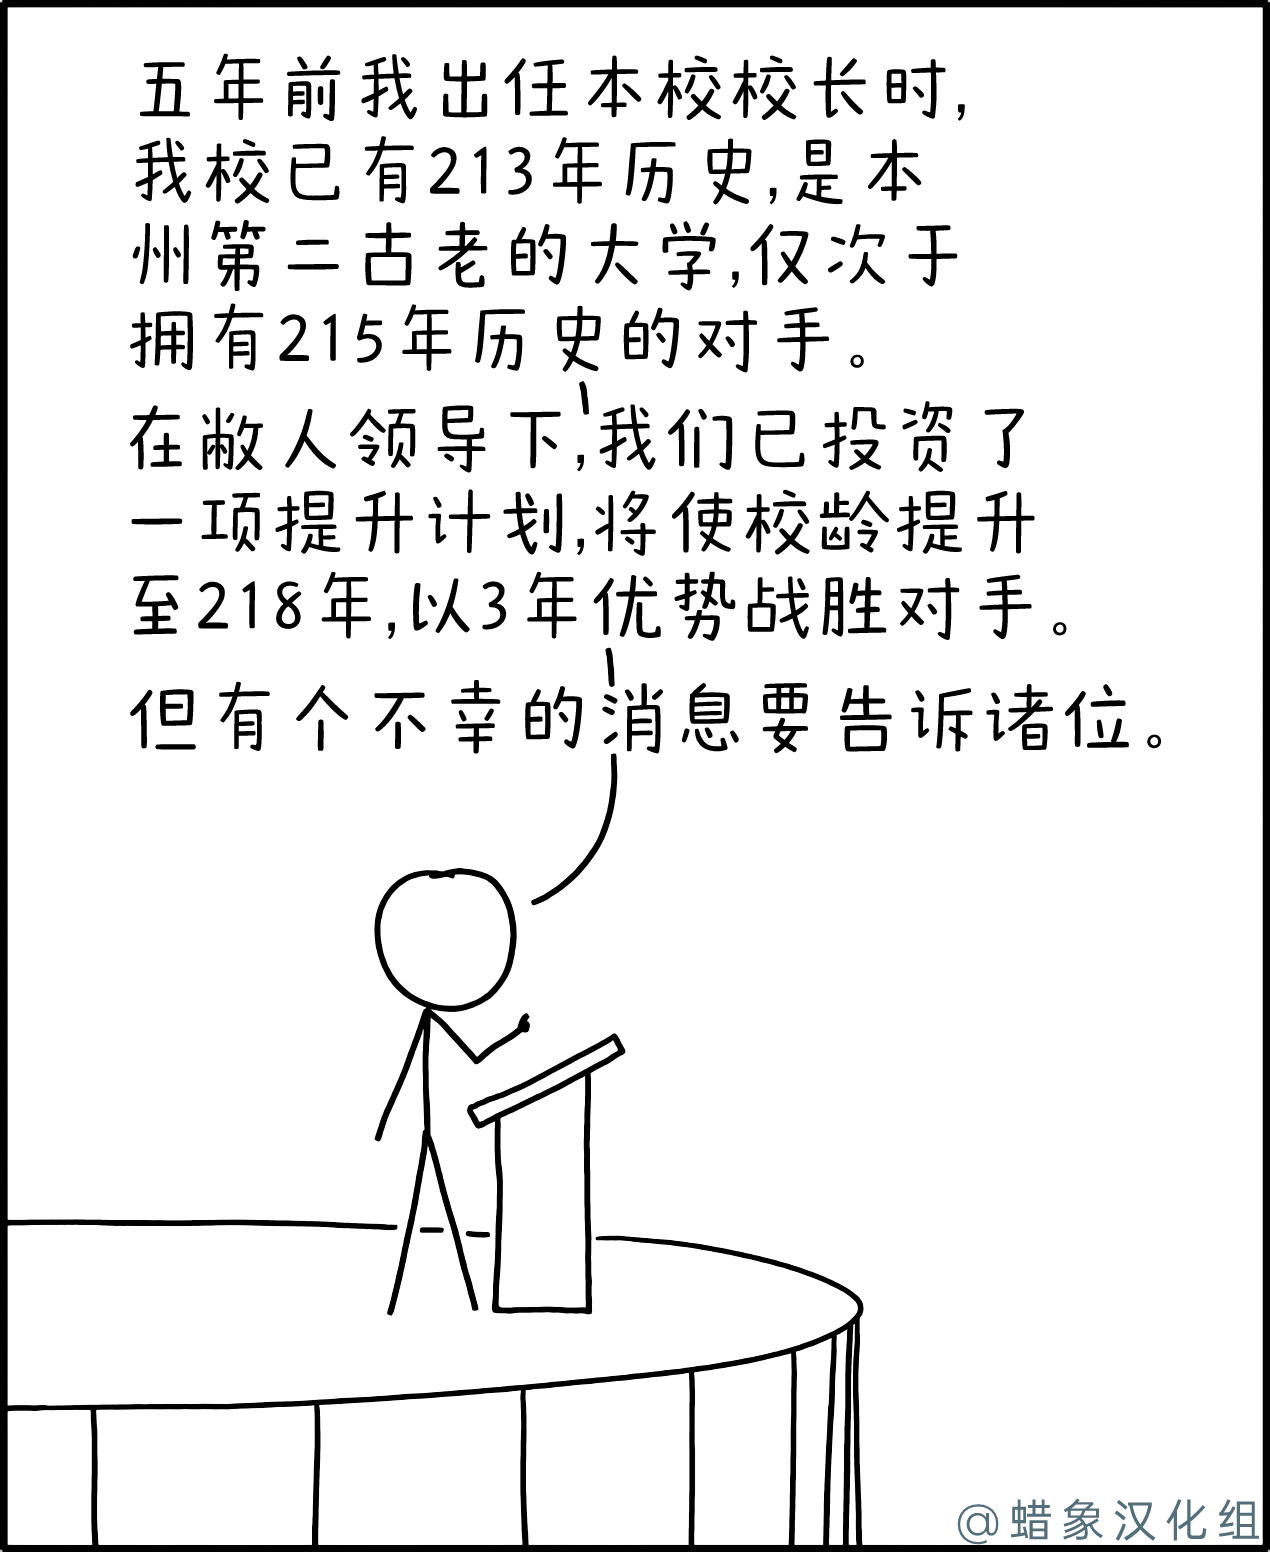 五年前我出任本校校长时,
我校已有213年历史,是本
州第二古老的大学,仅次于
拥有215年历史的对手。
在敝人领导下,我们已投资了
一项提升计划,将使校龄提升
至218年,以3年优势战胜对手。
但有个不幸的消息要告诉诸位。
@蜡象汉化组